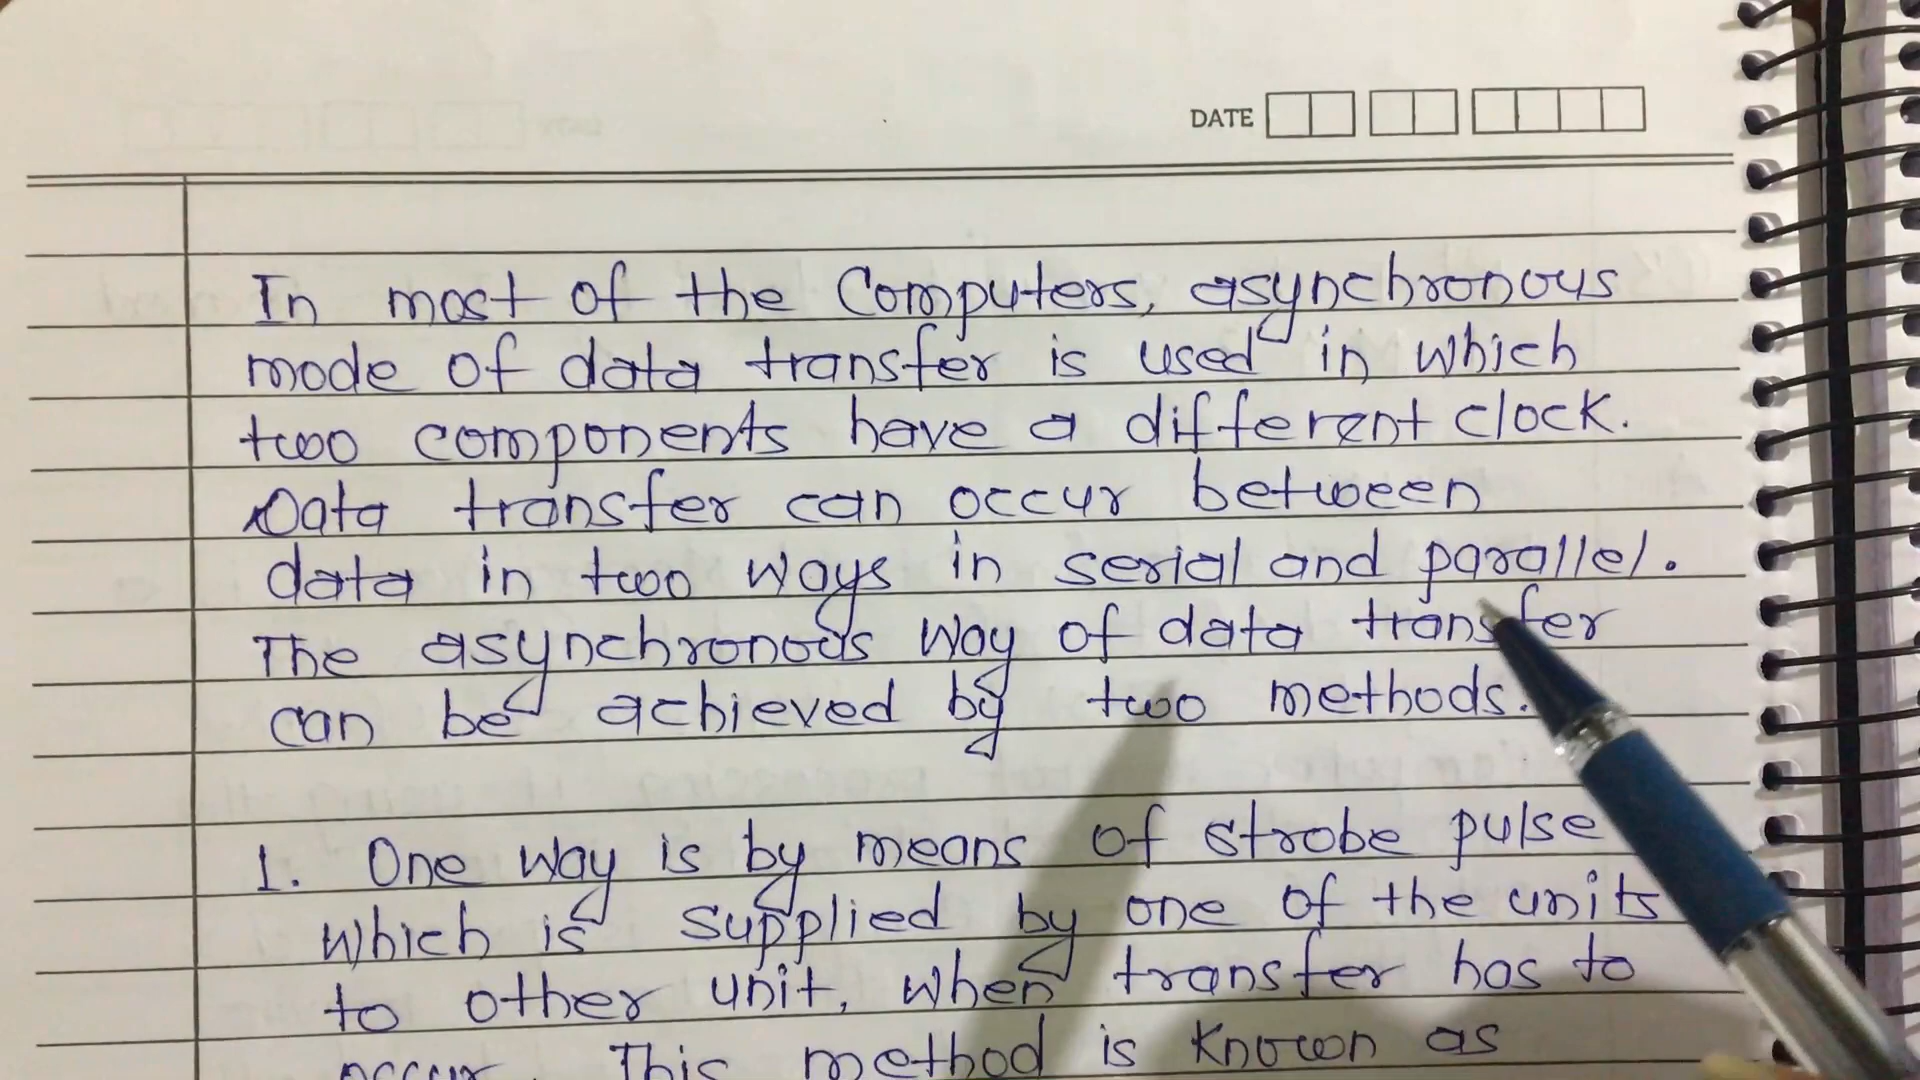 DATE
In most of the Computers, asynchronous
mode of data transfer is used in which
two components have a different clock.
Data transfer can occur between
data in two ways in serial and parallel.
The asynchronous way of data transfer
can be achieved by two methods.
1. One way is by means of strobe pulse
which is supplied by one of the units
to other unit, when transfer has to
occur. This method is known as